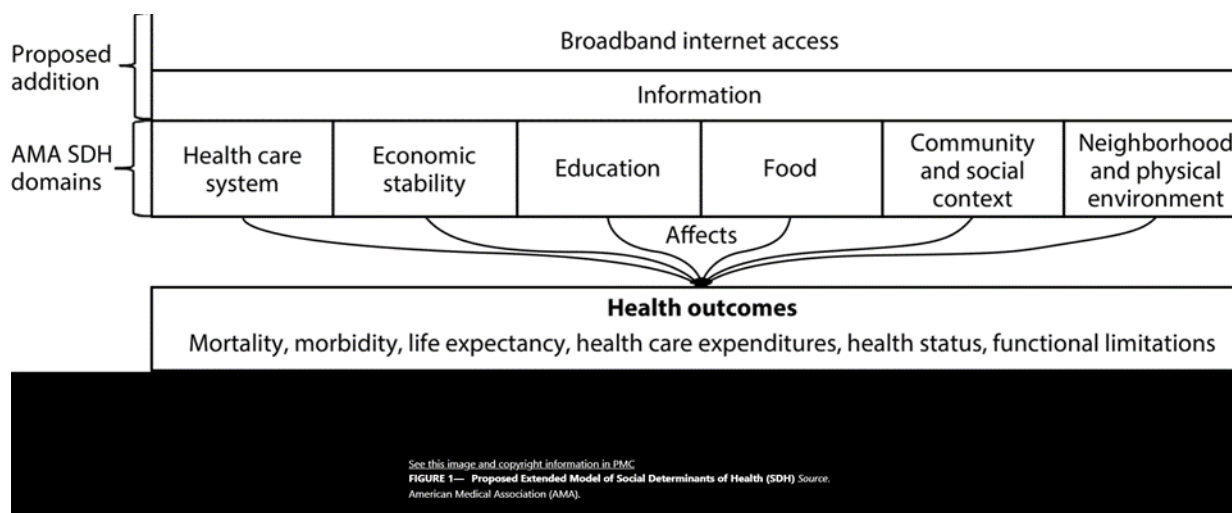 Proposed
addition
Broadband internet access
Information
AMA SDH
domains
Health care
system
Economic
stability
Education
Food
Community
and social
context
Neighborhood
and physical
environment
Affects
Health outcomes
Mortality, morbidity, life expectancy, health care expenditures, health status, functional limitations
See this image and copyright information in PMC
FIGURE 1— Proposed Extended Model of Social Determinants of Health (SDH) Source.
American Medical Association (AMA).